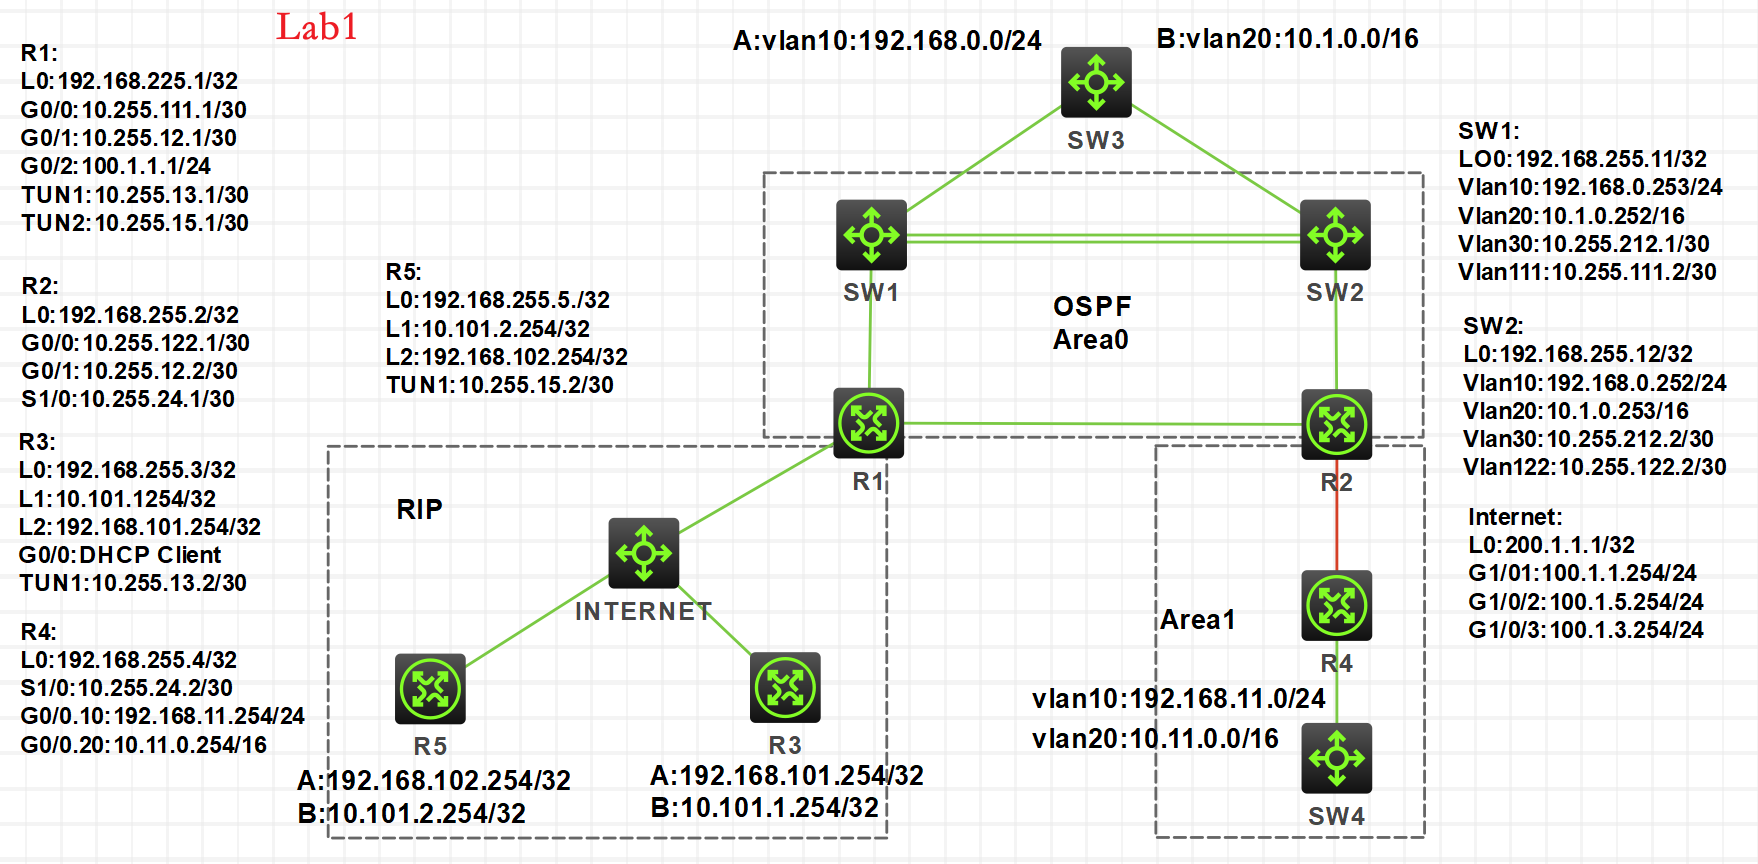 Lab1
R1:
L0:192.168.225.1/32
G0/0:10.255.111.1/30
G0/1:10.255.12.1/30
G0/2:100.1.1.1/24
TUN1:10.255.13.1/30
TUN2:10.255.15.1/30
R2:
L0:192.168.255.2/32
G0/0:10.255.122.1/30
G0/1:10.255.12.2/30
S1/0:10.255.24.1/30
R3:
L0:192.168.255.3/32
L1:10.101.1254/32
L2:192.168.101.254/32
G0/0:DHCP Client
TUN1:10.255.13.2/30
R4:
L0:192.168.255.4/32
S1/0:10.255.24.2/30
G0/0.10:192.168.11.254/24
G0/0.20:10.11.0.254/16
R5:
L0:192.168.255.5./32
L1:10.101.2.254/32
L2:192.168.102.254/32
TUN1:10.255.15.2/30
A:vlan10:192.168.0.0/24
B:vlan20:10.1.0.0/16
SW3
SW1
SW2
OSPF
Area0
R1
R2
RIP
INTERNET
R5
R3
A:192.168.102.254/32
B:10.101.2.254/32
A:192.168.101.254/32
B:10.101.1.254/32
Area1
R4
vlan10:192.168.11.0/24
vlan20:10.11.0.0/16
SW4
SW1:
LO0:192.168.255.11/32
Vlan10:192.168.0.253/24
Vlan20:10.1.0.252/16
Vlan30:10.255.212.1/30
Vlan111:10.255.111.2/30
SW2:
L0:192.168.255.12/32
Vlan10:192.168.0.252/24
Vlan20:10.1.0.253/16
Vlan30:10.255.212.2/30
Vlan122:10.255.122.2/30
Internet:
L0:200.1.1.1/32
G1/01:100.1.1.254/24
G1/0/2:100.1.5.254/24
G1/0/3:100.1.3.254/24